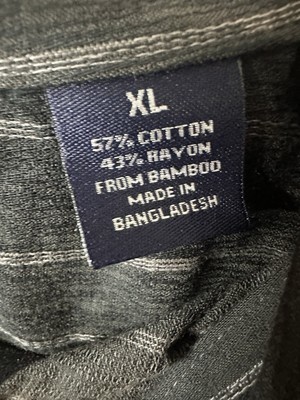 XL
57% COTTON
43% RAYON
FROM BAMBOO
MADE IN
BANGLADESH